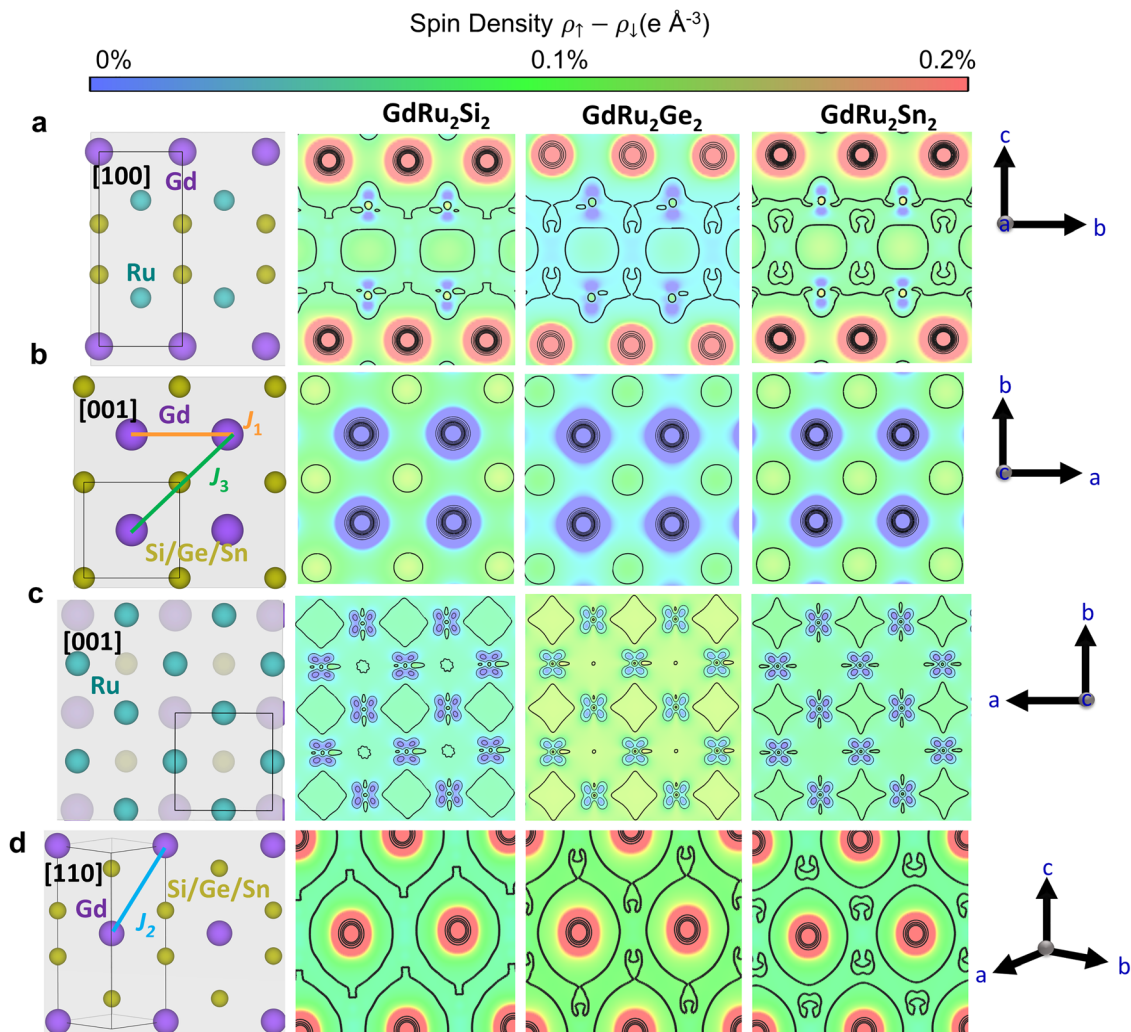 Spin Density ρ↑ − ρ↓(e Å-3)
0% 0.1% 0.2%
GdRu2Si2 GdRu2Ge2 GdRu2Sn2
a
[100]
Gd
Ru
c
a
b
b
[001]
Gd
J1
J3
Si/Ge/Sn
b
c
a
c
[001]
Ru
b
a
c
d
[110]
Si/Ge/Sn
Gd
J2
c
a
b